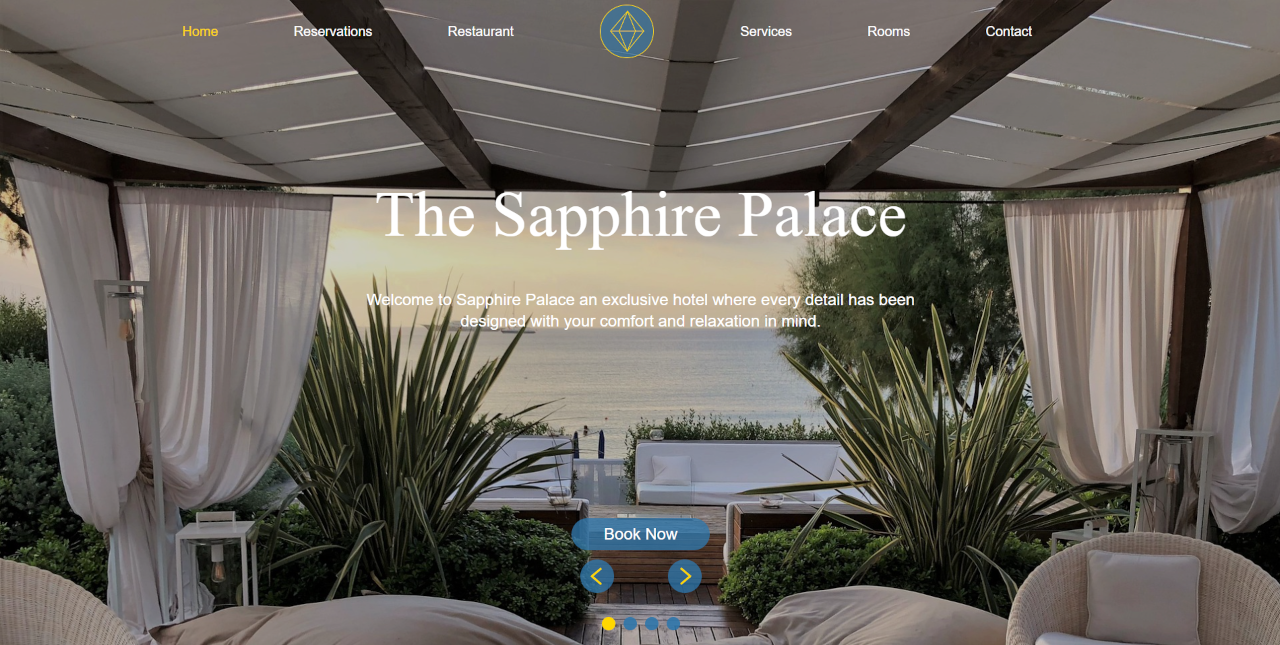 Home Reservations Restaurant Services Rooms Contact
The Sapphire Palace
Welcome to Sapphire Palace an exclusive hotel where every detail has been
designed with your comfort and relaxation in mind.
Book Now